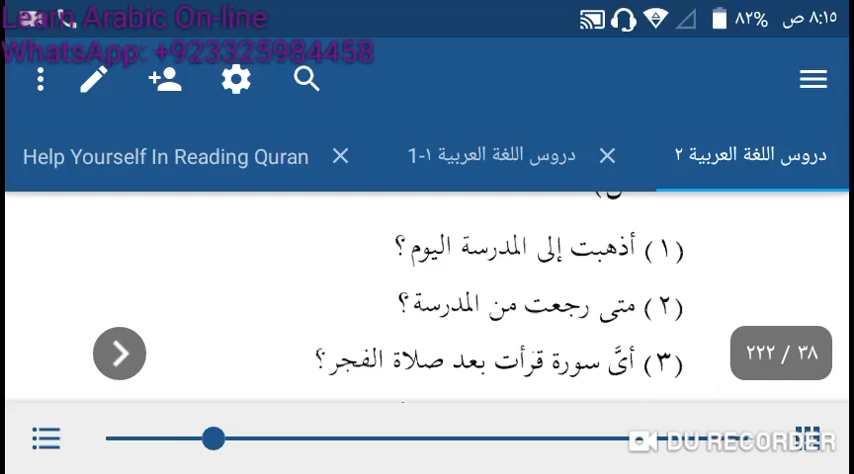 Learn Arabic On-line
٨:١٥ ص ٨٢%
WhatsApp: +923325984458
دروس اللغة العربية ٢
دروس اللغة العربية ١-1
Help Yourself In Reading Quran
(١) أذهبت إلى المدرسة اليوم؟
(٢) متى رجعت من المدرسة؟
(٣) أىَّ سورة قرأت بعد صلاة الفجر؟
٣٨ / ٢٢٢
DU RECORDER